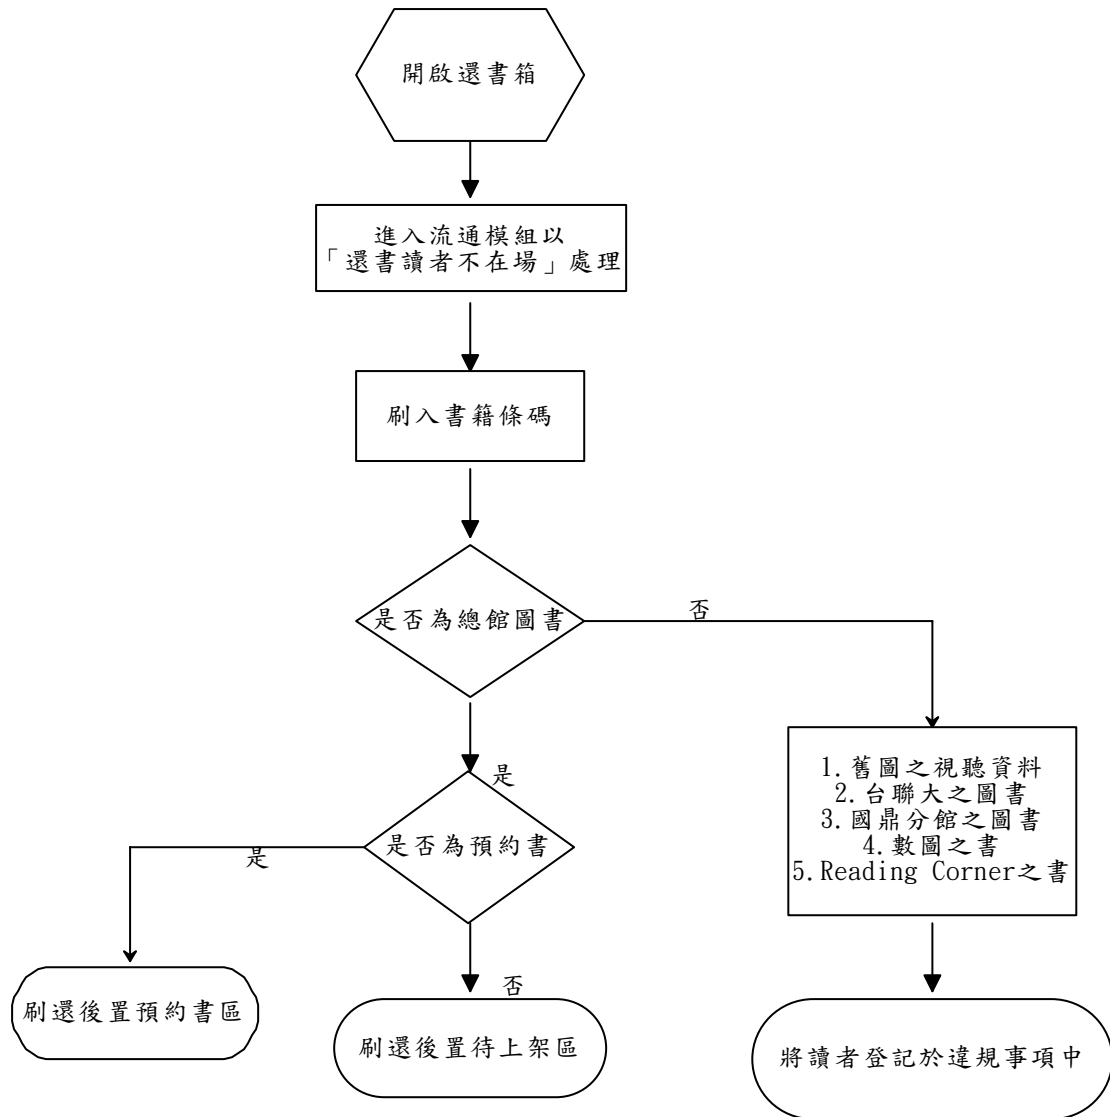 開啟還書箱
進入流通模組以
「還書讀者不在場」處理
刷入書籍條碼
是否為總館圖書
否
1.舊圖之視聽資料
2.台聯大之圖書
3.國鼎分館之圖書
4.數圖之書
5.Reading Corner之書
是
是否為預約書
是
否
刷還後置預約書區
刷還後置待上架區
將讀者登記於違規事項中